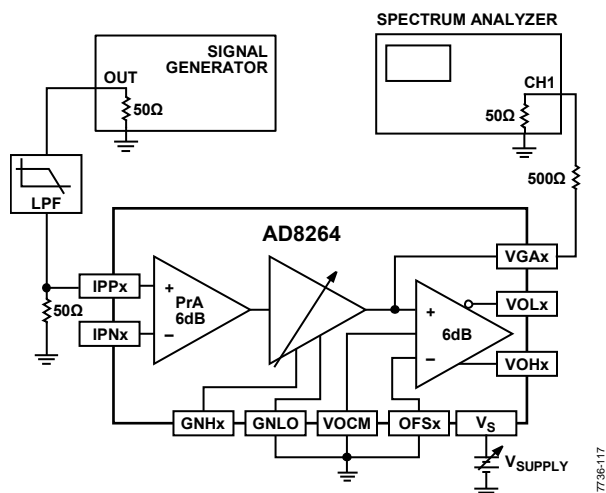 SPECTRUM ANALYZER
SIGNAL
GENERATOR
OUT
50Ω
CH1
50Ω
500Ω
LPF
AD8264
VGAx
IPPx
+
PrA
6dB
−
50Ω
IPNx
+
6dB
−
VOLx
VOHx
GNHx
GNLO
VOCM
OFSx
VS
VSUPPLY
7736-117